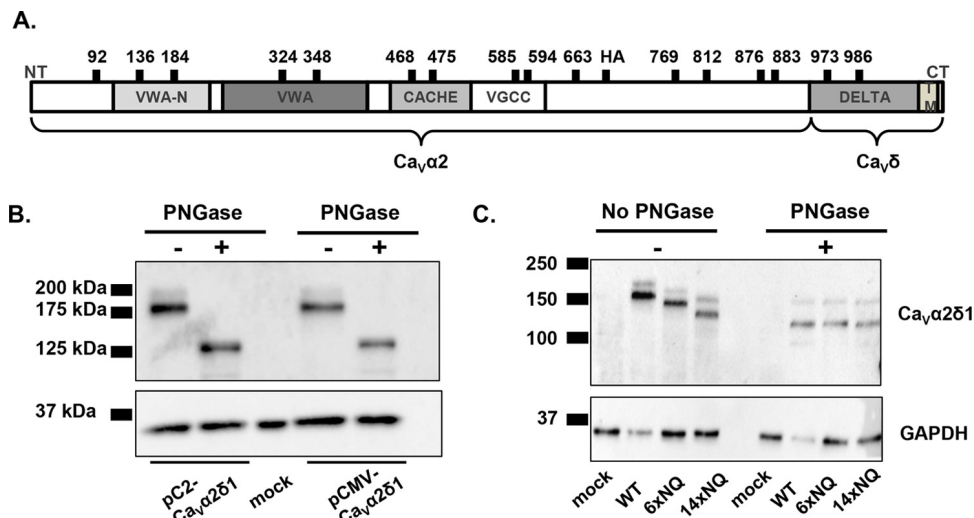 A.
92 136 184 324 348 468 475 585 594 663 HA 769 812 876 883 973 986
NT CT
VWA-N VWA CACHE VGCC DELTA T M
CaVα2 CaVδ
B.
PNGase PNGase
- + - +
200 kDa
175 kDa
125 kDa
37 kDa
pC2-CaVα2δ1 mock pCMV-CaVα2δ1
C.
No PNGase PNGase
- +
250
150
100
CaVα2δ1
37
GAPDH
mock WT 6xNQ 14xNQ mock WT 6xNQ 14xNQ